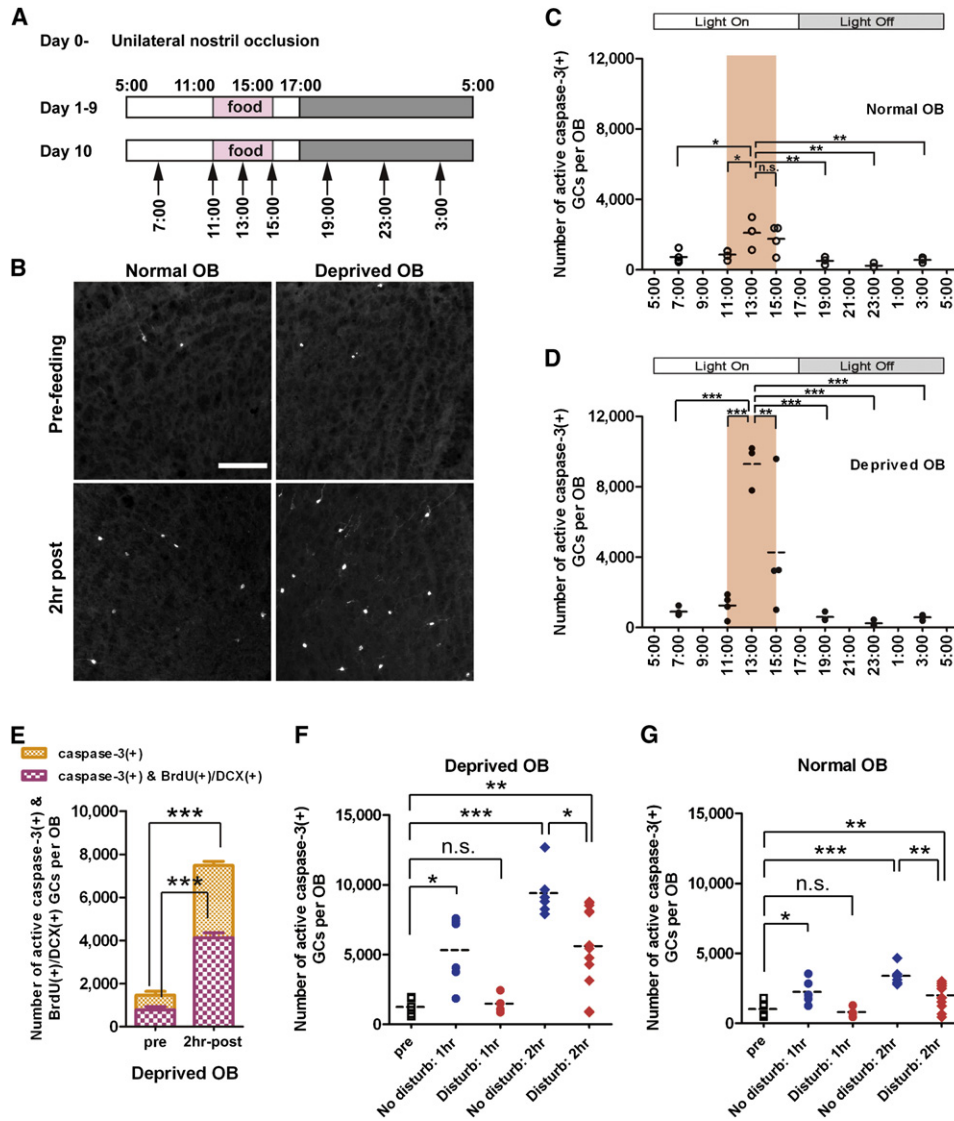 A
Day 0- Unilateral nostril occlusion
5:00 11:00 15:00 17:00 5:00
Day 1-9 food
Day 10 food
7:00 11:00 13:00 15:00 19:00 23:00 3:00
B
Normal OB Deprived OB
Pre-feeding
2hr post
C
Light On Light Off
Number of active caspase-3(+)
GCs per OB
12,000
8,000
4,000
0
Normal OB
* * n.s. ** ** **
5:00 7:00 9:00 11:00 13:00 15:00 17:00 19:00 21:00 23:00 1:00 3:00 5:00
D
Light On Light Off
Number of active caspase-3(+)
GCs per OB
12,000
8,000
4,000
0
Deprived OB
*** *** ** *** *** ***
5:00 7:00 9:00 11:00 13:00 15:00 17:00 19:00 21:00 23:00 1:00 3:00 5:00
E
caspase-3(+)
caspase-3(+) & BrdU(+)/DCX(+)
Number of active caspase-3(+) &
BrdU(+)/DCX(+) GCs per OB
10,000
8,000
6,000
4,000
2,000
0
***
***
pre 2hr-post
Deprived OB
F
Deprived OB
Number of active caspase-3(+)
GCs per OB
15,000
10,000
5,000
0
**
*** *
n.s.
*
pre
No disturb: 1hr
Disturb: 1hr
No disturb: 2hr
Disturb: 2hr
G
Normal OB
Number of active caspase-3(+)
GCs per OB
15,000
10,000
5,000
0
**
*** **
n.s.
*
pre
No disturb: 1hr
Disturb: 1hr
No disturb: 2hr
Disturb: 2hr